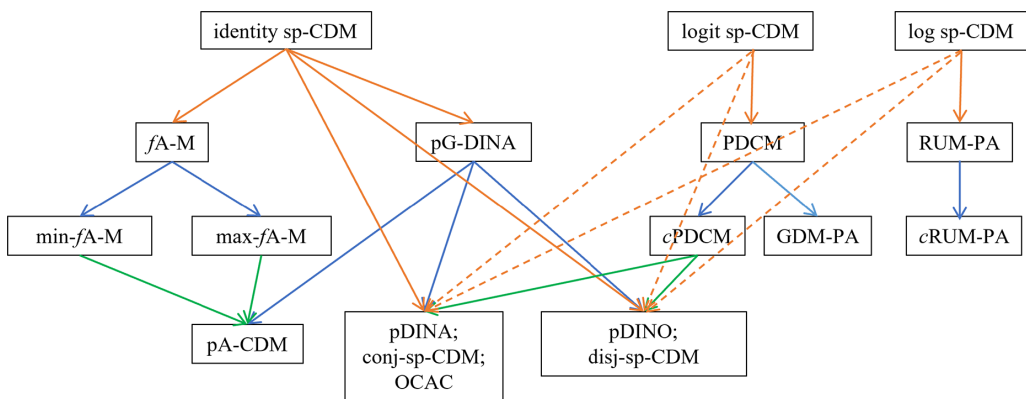 identity sp-CDM
logit sp-CDM
log sp-CDM
fA-M
pG-DINA
PDCM
RUM-PA
min-fA-M
max-fA-M
cPDCM
GDM-PA
cRUM-PA
pA-CDM
pDINA;
conj-sp-CDM;
OCAC
pDINO;
disj-sp-CDM